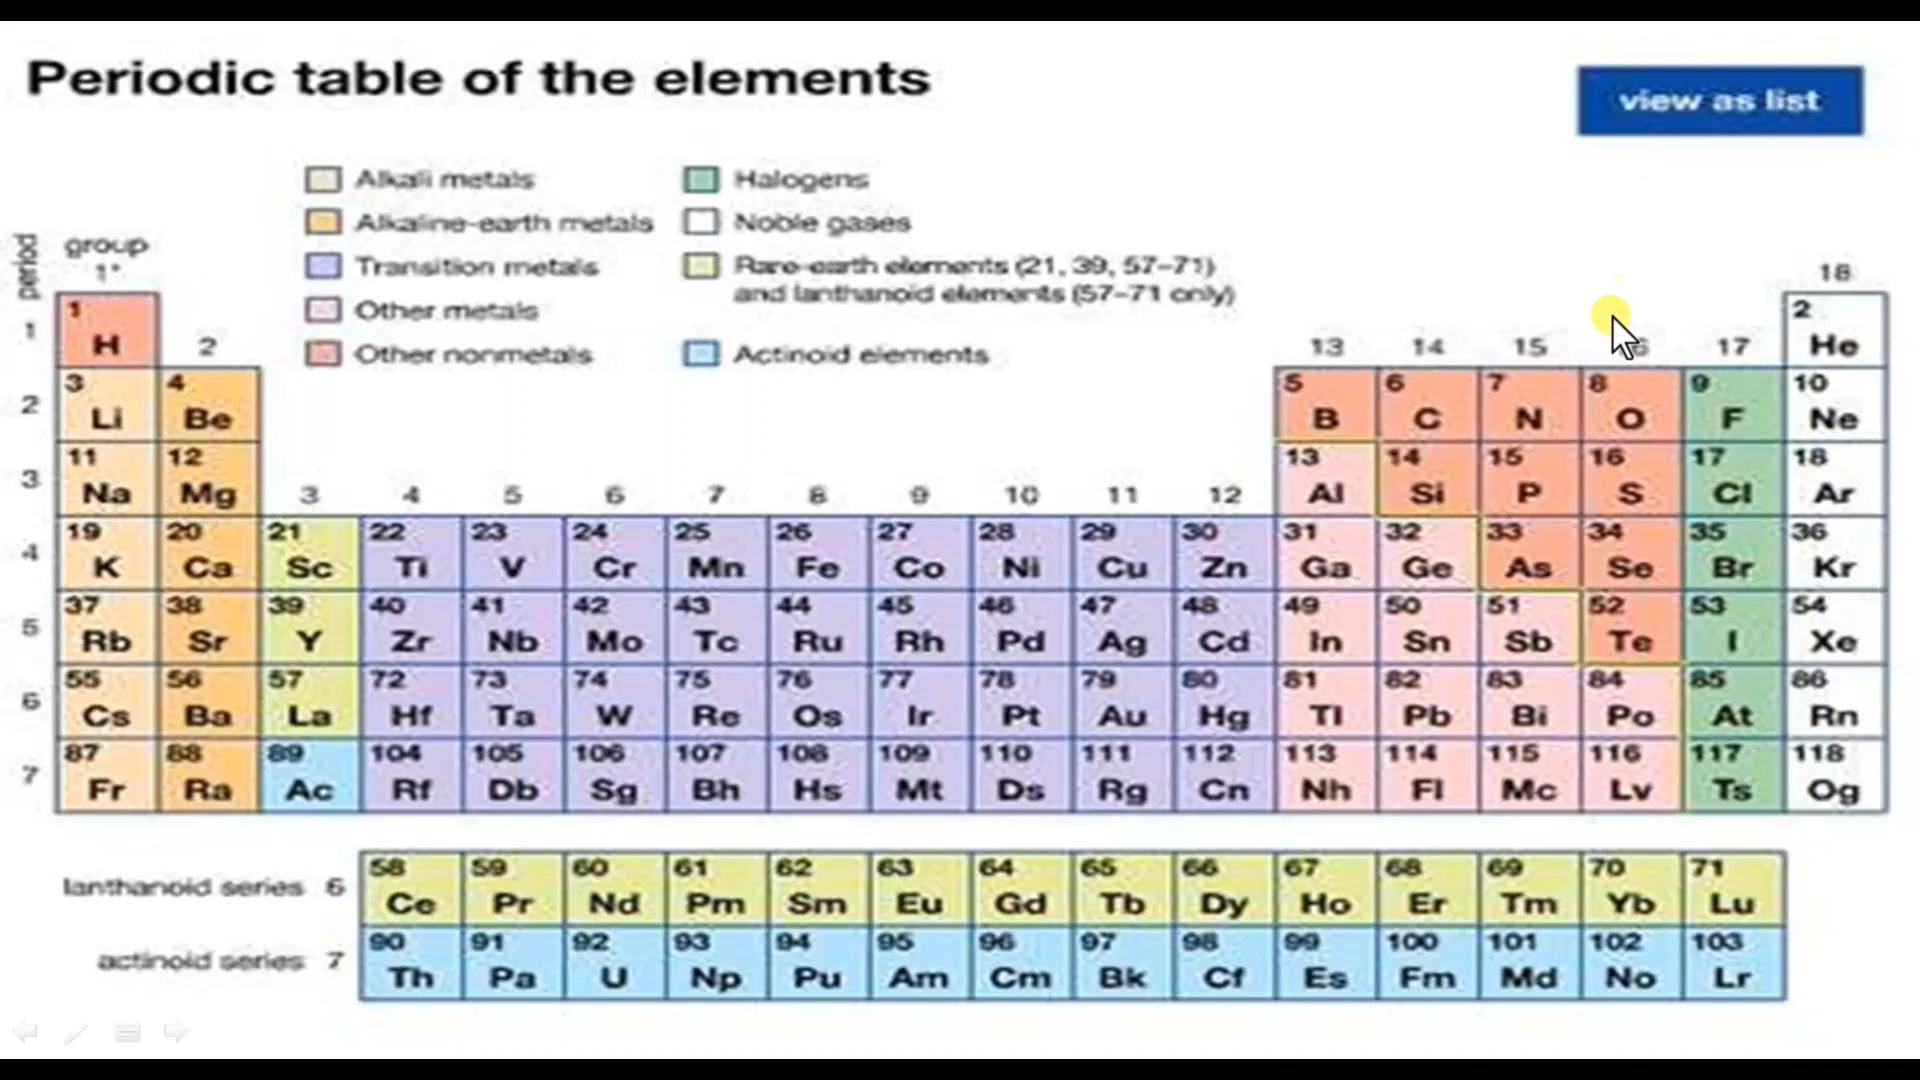 Periodic table of the elements
view as list
Alkali metals
Alkaline-earth metals
Transition metals
Other metals
Other nonmetals
Halogens
Noble gases
Rare-earth elements (21, 39, 57–71)
and lanthanoid elements (57–71 only)
Actinoid elements
period
group
1* 18
1 1 2
H 2 He
13 14 15 17
2 3 4 5 6 7 8 9 10
Li Be B C N O F Ne
3 11 12 13 14 15 16 17 18
Na Mg Al Si P S Cl Ar
3 4 5 6 7 8 9 10 11 12
4 19 20 21 22 23 24 25 26 27 28 29 30 31 32 33 34 35 36
K Ca Sc Ti V Cr Mn Fe Co Ni Cu Zn Ga Ge As Se Br Kr
5 37 38 39 40 41 42 43 44 45 46 47 48 49 50 51 52 53 54
Rb Sr Y Zr Nb Mo Tc Ru Rh Pd Ag Cd In Sn Sb Te I Xe
6 55 56 57 72 73 74 75 76 77 78 79 80 81 82 83 84 85 86
Cs Ba La Hf Ta W Re Os Ir Pt Au Hg Tl Pb Bi Po At Rn
7 87 88 89 104 105 106 107 108 109 110 111 112 113 114 115 116 117 118
Fr Ra Ac Rf Db Sg Bh Hs Mt Ds Rg Cn Nh Fl Mc Lv Ts Og
lanthanoid series 6 58 59 60 61 62 63 64 65 66 67 68 69 70 71
Ce Pr Nd Pm Sm Eu Gd Tb Dy Ho Er Tm Yb Lu
actinoid series 7 90 91 92 93 94 95 96 97 98 99 100 101 102 103
Th Pa U Np Pu Am Cm Bk Cf Es Fm Md No Lr